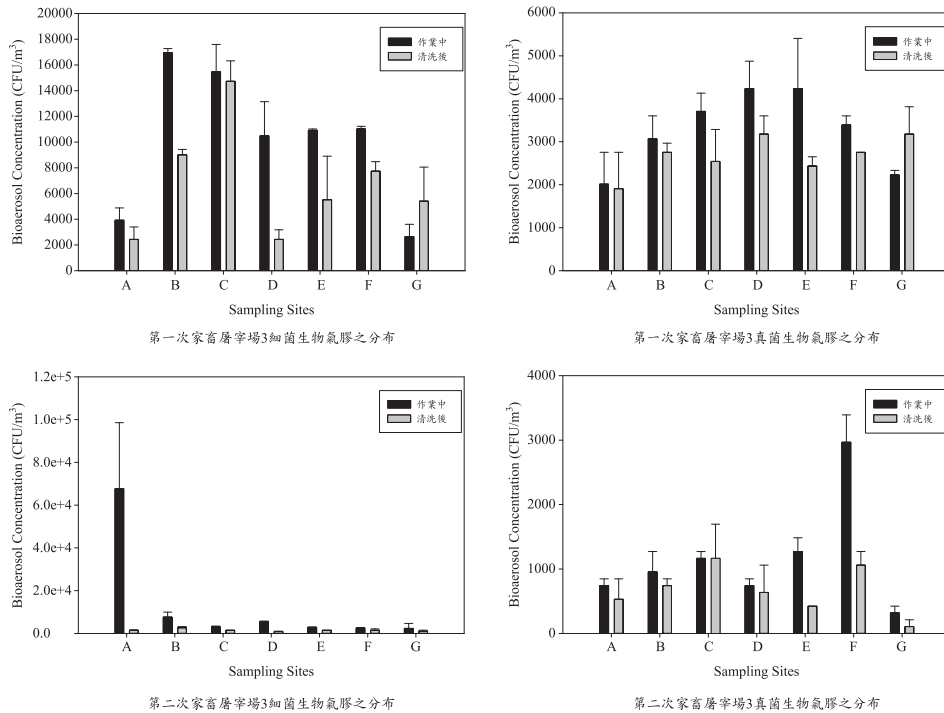 18000
16000
14000
12000
10000
8000
6000
4000
2000
0
Bioaerosol Concentration (CFU/m³)
作業中
清洗後
A B C D E F G
Sampling Sites
第一次家畜屠宰場3細菌生物氣膠之分布
6000
5000
4000
3000
2000
1000
0
Bioaerosol Concentration (CFU/m³)
作業中
清洗後
A B C D E F G
Sampling Sites
第一次家畜屠宰場3真菌生物氣膠之分布
20000
1.2e+5
1.0e+5
8.0e+4
6.0e+4
4.0e+4
2.0e+4
0.0
Bioaerosol Concentration (CFU/m³)
作業中
清洗後
A B C D E F G
Sampling Sites
第二次家畜屠宰場3細菌生物氣膠之分布
4000
3000
2000
1000
0
Bioaerosol Concentration (CFU/m³)
作業中
清洗後
A B C D E F G
Sampling Sites
第二次家畜屠宰場3真菌生物氣膠之分布